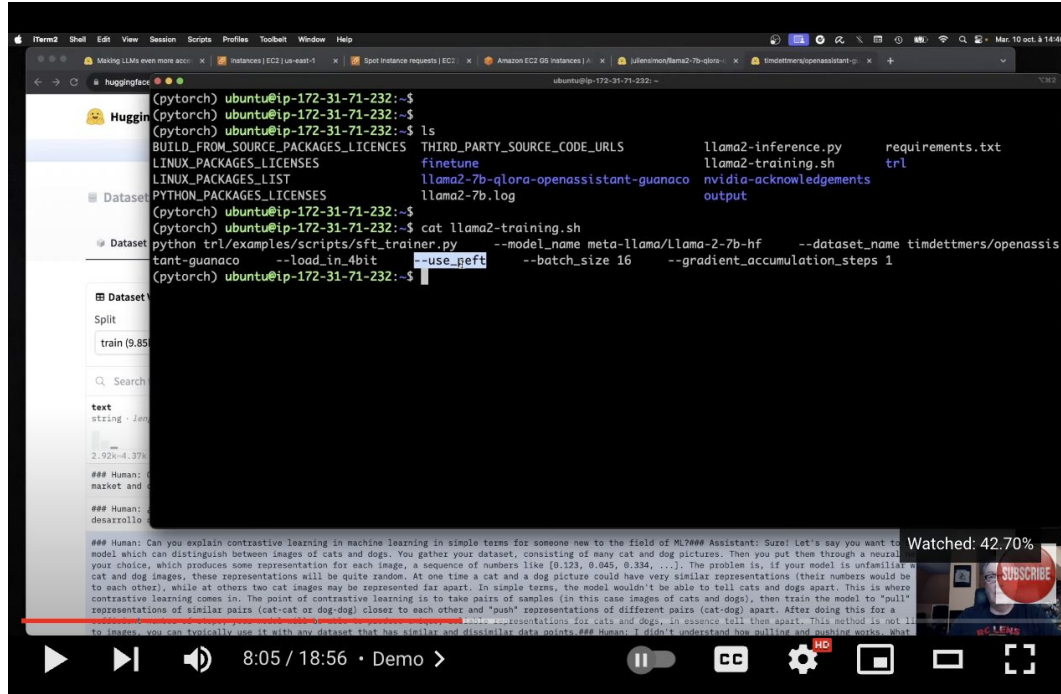 iTerm2 Shell Edit View Session Scripts Profiles Toolbelt Window Help Mar. 10 oct. à 14:4
Making LLMs even more acce Instances | EC2 | us-east-1 Spot Instance requests | EC2 Amazon EC2 G5 Instances | A juliensimon/llama2-7b-qlora- timdettmers/openassistant-g
huggingface
ubuntu@ip-172-31-71-232: ~
Huggin
Dataset
Dataset
Dataset V
Split
train (9.85
Search
text
string · len
2.92k–4.37k
(pytorch) ubuntu@ip-172-31-71-232:~$
(pytorch) ubuntu@ip-172-31-71-232:~$
(pytorch) ubuntu@ip-172-31-71-232:~$ ls
BUILD_FROM_SOURCE_PACKAGES_LICENCES THIRD_PARTY_SOURCE_CODE_URLS llama2-inference.py requirements.txt
LINUX_PACKAGES_LICENSES finetune llama2-training.sh trl
LINUX_PACKAGES_LIST llama2-7b-qlora-openassistant-guanaco nvidia-acknowledgements
PYTHON_PACKAGES_LICENSES llama2-7b.log output
(pytorch) ubuntu@ip-172-31-71-232:~$
(pytorch) ubuntu@ip-172-31-71-232:~$ cat llama2-training.sh
python trl/examples/scripts/sft_trainer.py --model_name meta-llama/Llama-2-7b-hf --dataset_name timdettmers/openassis
tant-guanaco --load_in_4bit --use_peft --batch_size 16 --gradient_accumulation_steps 1
(pytorch) ubuntu@ip-172-31-71-232:~$
### Human:
market and
### Human:
desarrollo
### Human: Can you explain contrastive learning in machine learning in simple terms for someone new to the field of ML?### Assistant: Sure! Let's say you want to
model which can distinguish between images of cats and dogs. You gather your dataset, consisting of many cat and dog pictures. Then you put them through a neural
your choice, which produces some representation for each image, a sequence of numbers like [0.123, 0.045, 0.334, ...]. The problem is, if your model is unfamiliar w
cat and dog images, these representations will be quite random. At one time a cat and a dog picture could have very similar representations (their numbers would be
to each other), while at others two cat images may be represented far apart. In simple terms, the model wouldn't be able to tell cats and dogs apart. This is where
contrastive learning comes in. The point of contrastive learning is to take pairs of samples (in this case images of cats and dogs), then train the model to "pull"
representations of similar pairs (cat-cat or dog-dog) closer to each other and "push" representations of different pairs (cat-dog) apart. After doing this for a
representations for cats and dogs, in essence tell them apart. This method is not li
to images, you can typically use it with any dataset that has similar and dissimilar data points.### Human: I didn't understand how pulling and pushing works. What
Watched: 42.70%
SUBSCRIBE
8:05 / 18:56 • Demo
CC
HD